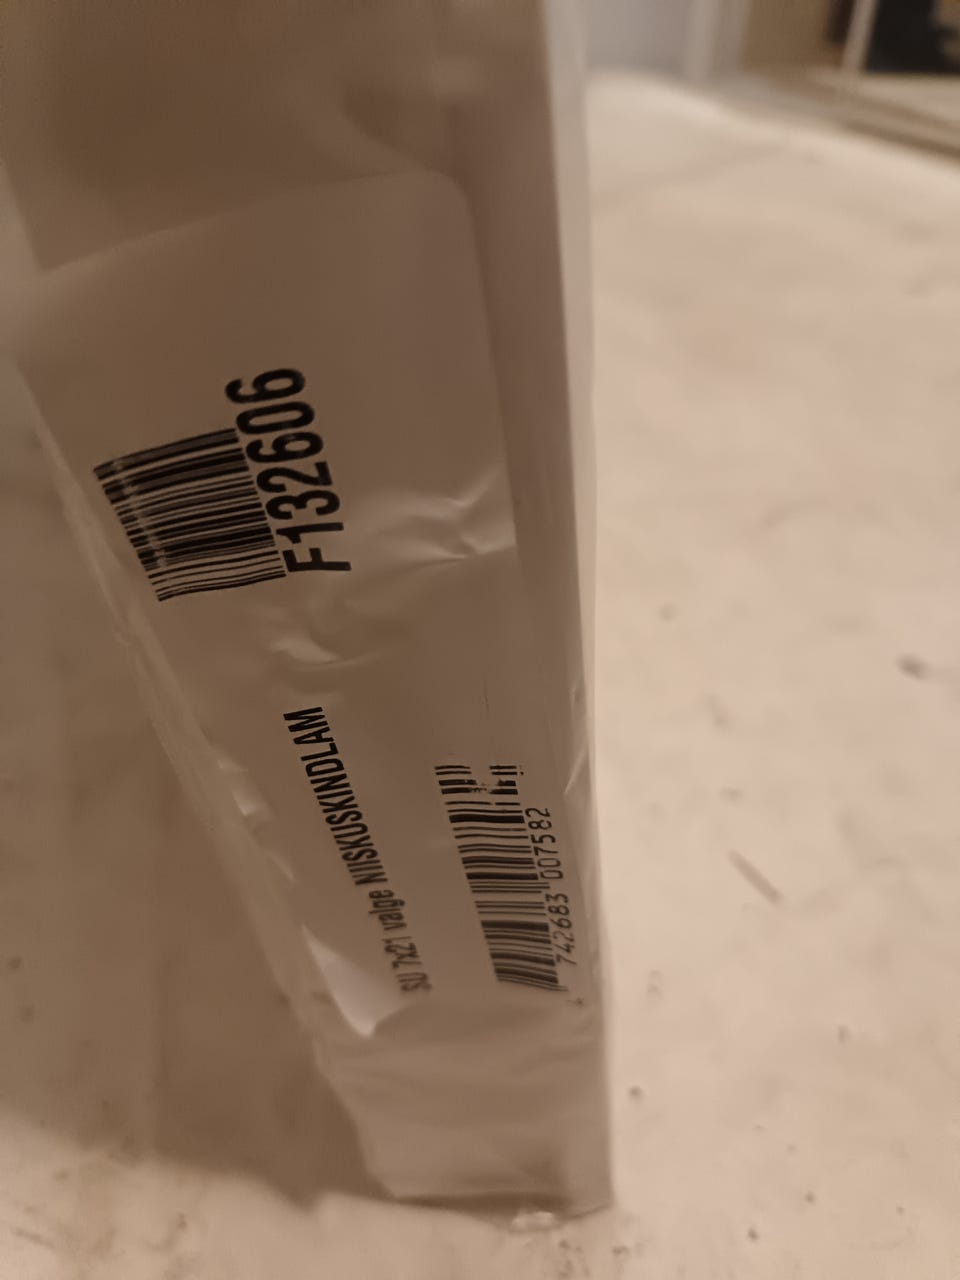 F132606
SU 7x21 valge NIISKUSKINDLAM
742683 007582